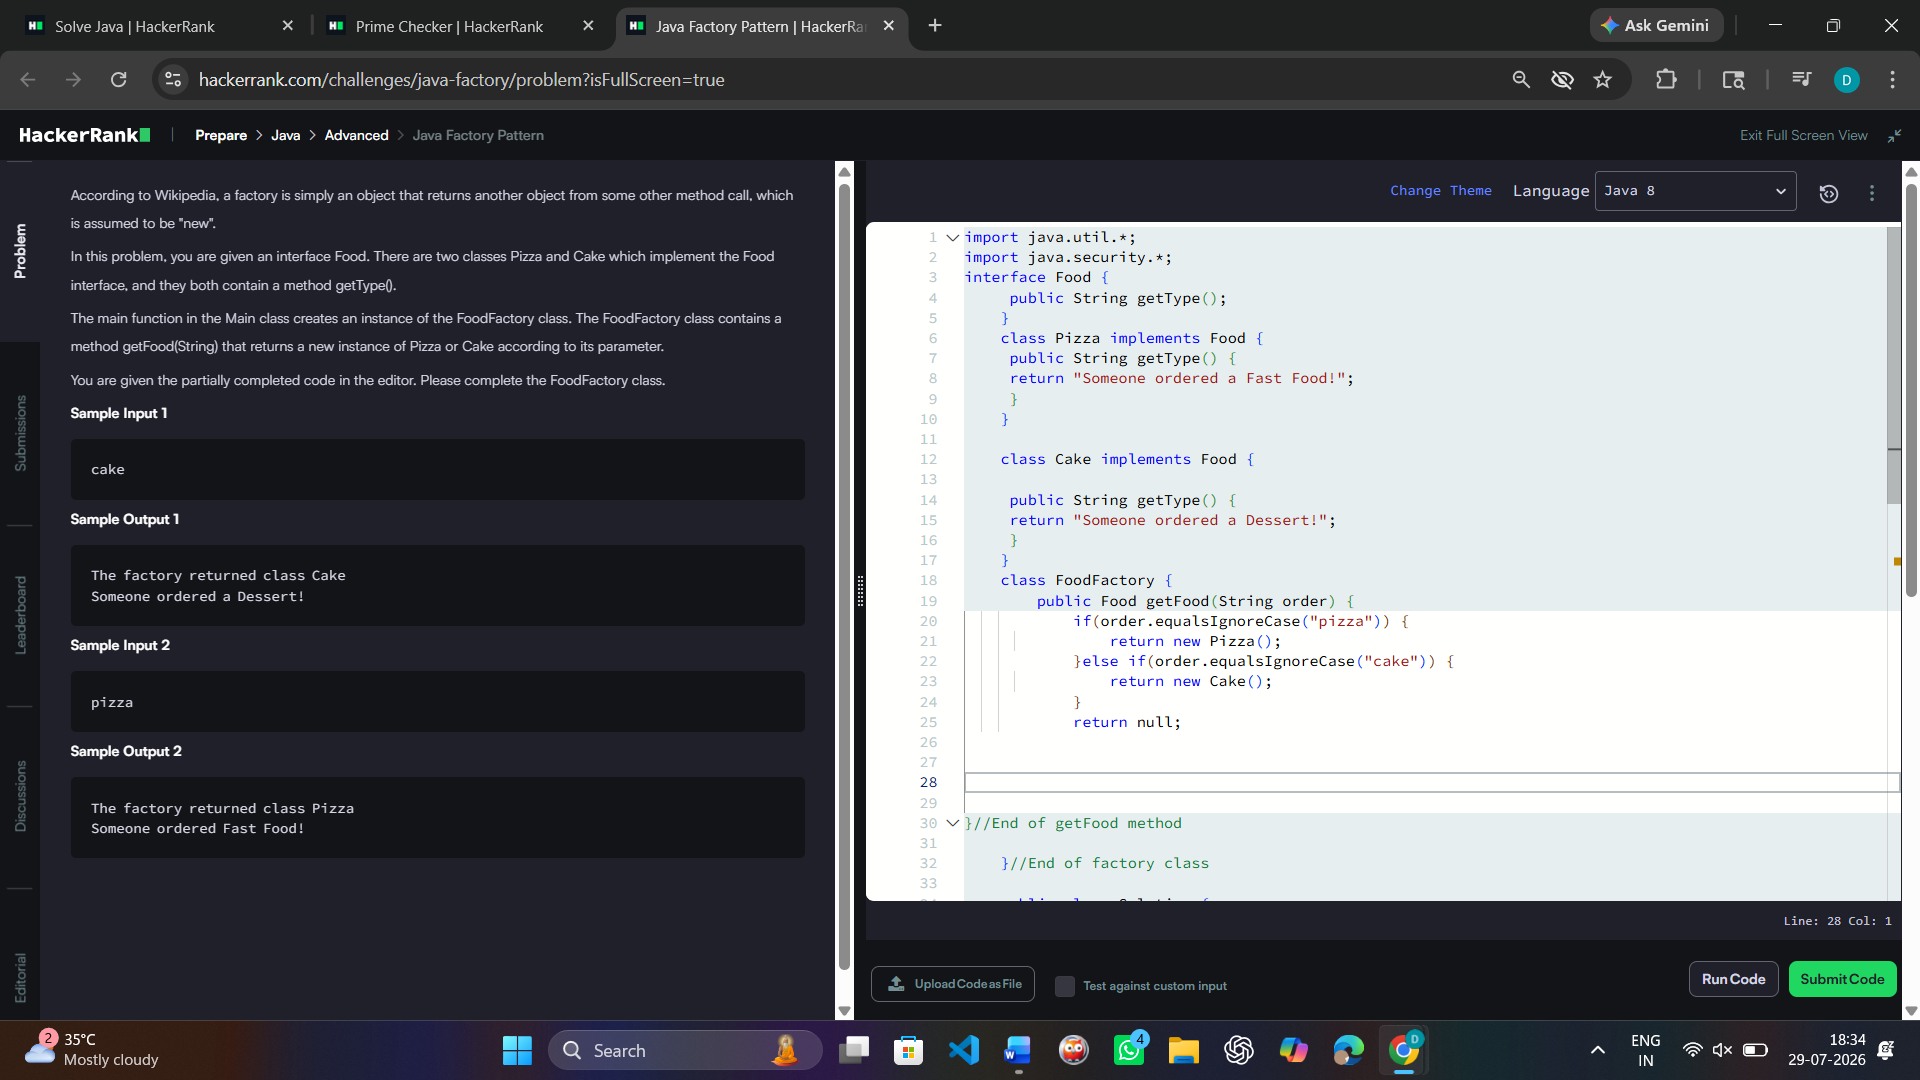 Solve Java | HackerRank
Prime Checker | HackerRank
Java Factory Pattern | HackerRa
Ask Gemini
hackerrank.com/challenges/java-factory/problem?isFullScreen=true
D
HackerRank
Prepare > Java > Advanced > Java Factory Pattern
Exit Full Screen View
Problem
Submissions
Leaderboard
Discussions
Editorial
According to Wikipedia, a factory is simply an object that returns another object from some other method call, which
is assumed to be "new".
In this problem, you are given an interface Food. There are two classes Pizza and Cake which implement the Food
interface, and they both contain a method getType().
The main function in the Main class creates an instance of the FoodFactory class. The FoodFactory class contains a
method getFood(String) that returns a new instance of Pizza or Cake according to its parameter.
You are given the partially completed code in the editor. Please complete the FoodFactory class.
Sample Input 1
cake
Sample Output 1
The factory returned class Cake
Someone ordered a Dessert!
Sample Input 2
pizza
Sample Output 2
The factory returned class Pizza
Someone ordered Fast Food!
Change Theme Language Java 8
1 import java.util.*;
2 import java.security.*;
3 interface Food {
4 public String getType();
5 }
6 class Pizza implements Food {
7 public String getType() {
8 return "Someone ordered a Fast Food!";
9 }
10 }
11
12 class Cake implements Food {
13
14 public String getType() {
15 return "Someone ordered a Dessert!";
16 }
17 }
18 class FoodFactory {
19 public Food getFood(String order) {
20 if(order.equalsIgnoreCase("pizza")) {
21 return new Pizza();
22 }else if(order.equalsIgnoreCase("cake")) {
23 return new Cake();
24 }
25 return null;
26
27
28
29
30 }//End of getFood method
31
32 }//End of factory class
33
Line: 28 Col: 1
Upload Code as File
Test against custom input
Run Code
Submit Code
2
35°C
Mostly cloudy
Search
4
D
ENG
IN
18:34
29-07-2026